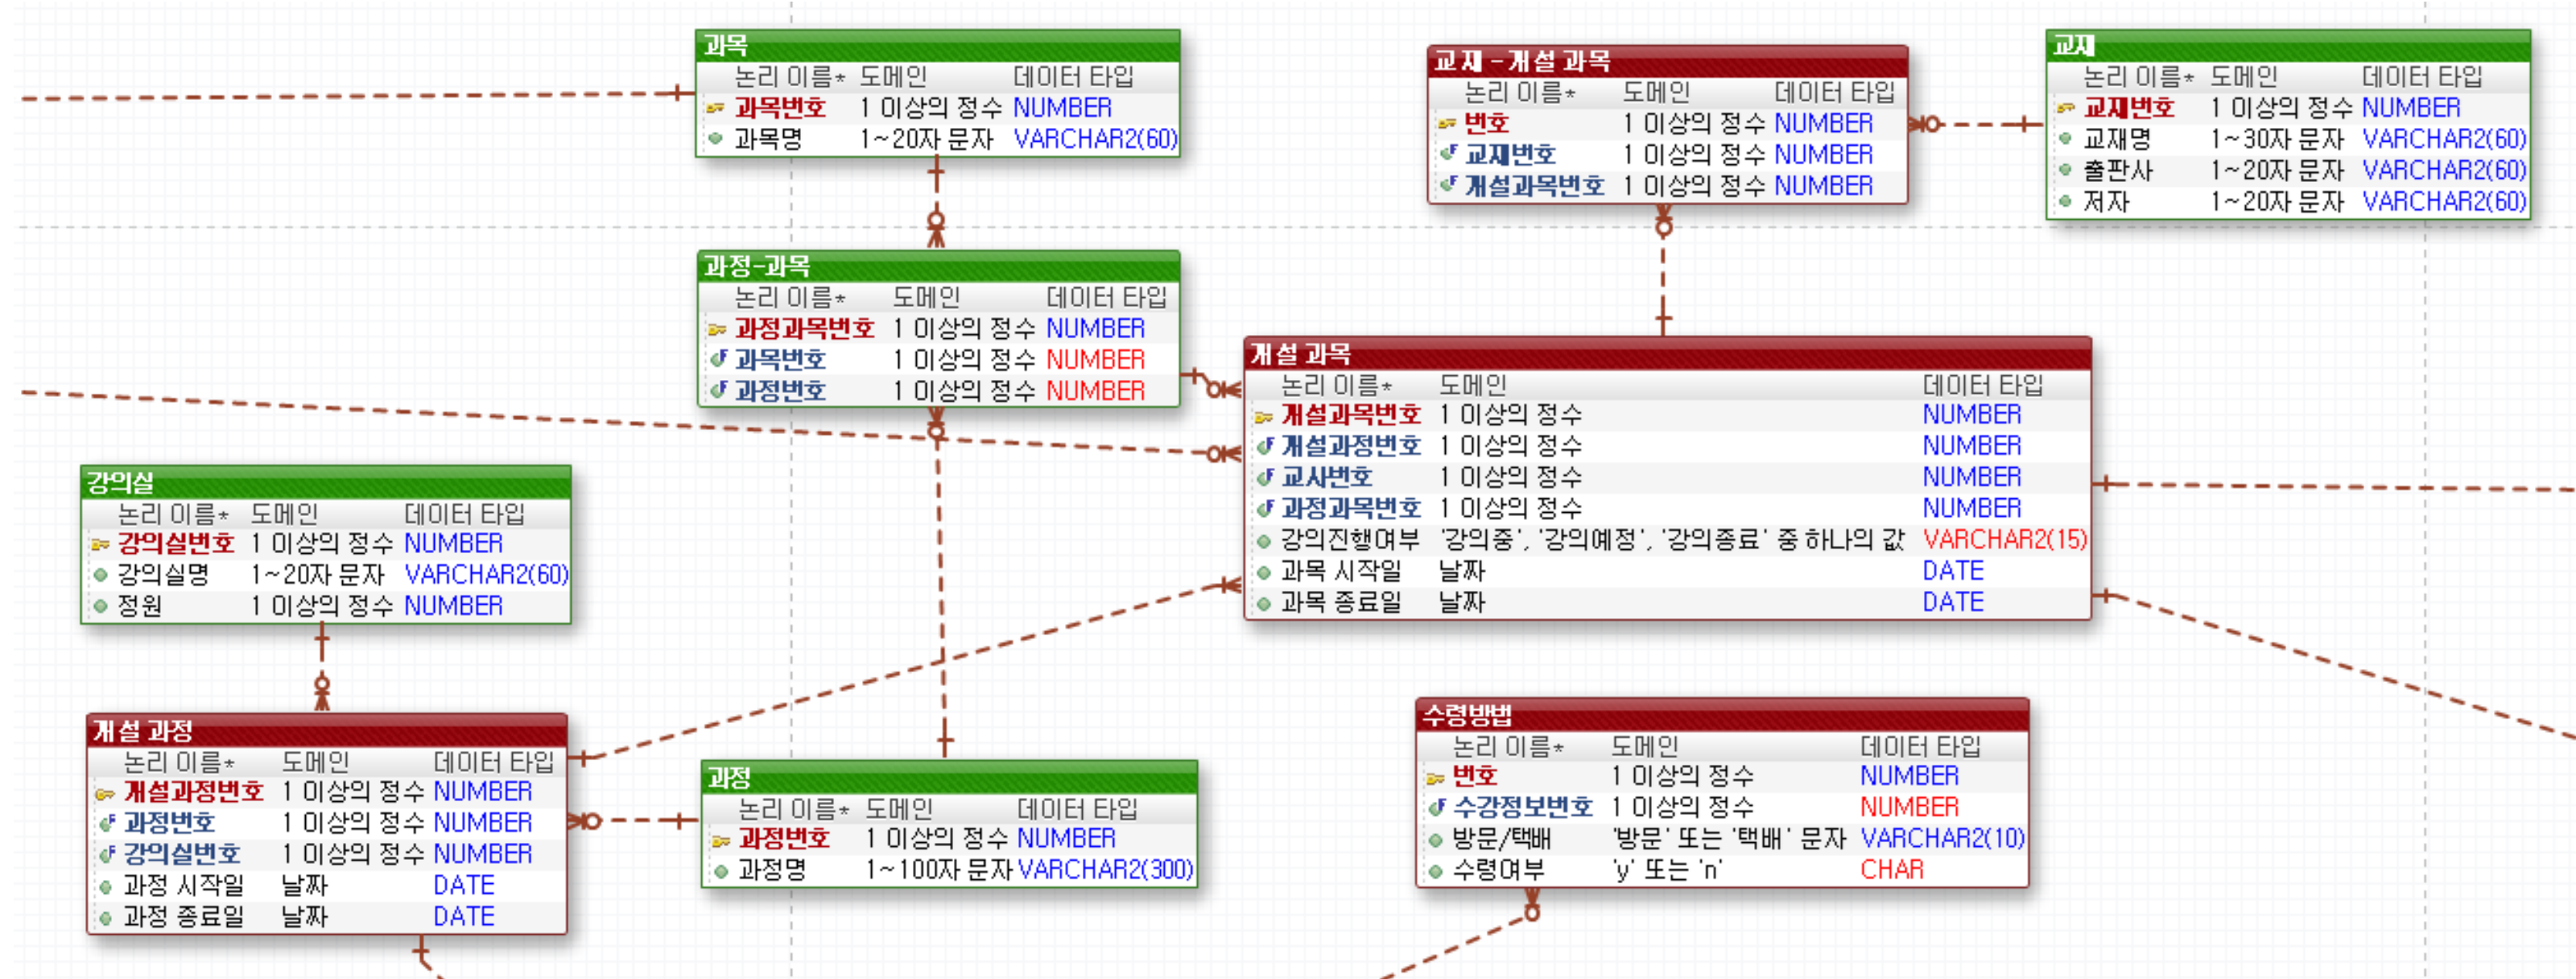 과목
논리 이름* 도메인 데이터 타입
과목번호 1 이상의 정수 NUMBER
과목명 1~20자 문자 VARCHAR2(60)
교재 -개설 과목
논리 이름* 도메인 데이터 타입
번호 1 이상의 정수 NUMBER
교재번호 1 이상의 정수 NUMBER
개설과목번호 1 이상의 정수 NUMBER
교재
논리 이름* 도메인 데이터 타입
교재번호 1 이상의 정수 NUMBER
교재명 1~30자 문자 VARCHAR2(60)
출판사 1~20자 문자 VARCHAR2(60)
저자 1~20자 문자 VARCHAR2(60)
과정-과목
논리 이름* 도메인 데이터 타입
과정과목번호 1 이상의 정수 NUMBER
과목번호 1 이상의 정수 NUMBER
과정번호 1 이상의 정수 NUMBER
개설 과목
논리 이름* 도메인 데이터 타입
개설과목번호 1 이상의 정수 NUMBER
개설과정번호 1 이상의 정수 NUMBER
교사번호 1 이상의 정수 NUMBER
과정과목번호 1 이상의 정수 NUMBER
강의진행여부 '강의중', '강의예정', '강의종료' 중 하나의 값 VARCHAR2(15)
과목 시작일 날짜 DATE
과목 종료일 날짜 DATE
강의실
논리 이름* 도메인 데이터 타입
강의실번호 1 이상의 정수 NUMBER
강의실명 1~20자 문자 VARCHAR2(60)
정원 1 이상의 정수 NUMBER
개설 과정
논리 이름* 도메인 데이터 타입
개설과정번호 1 이상의 정수 NUMBER
과정번호 1 이상의 정수 NUMBER
강의실번호 1 이상의 정수 NUMBER
과정 시작일 날짜 DATE
과정 종료일 날짜 DATE
과정
논리 이름* 도메인 데이터 타입
과정번호 1 이상의 정수 NUMBER
과정명 1~100자 문자 VARCHAR2(300)
수령방법
논리 이름* 도메인 데이터 타입
번호 1 이상의 정수 NUMBER
수강정보번호 1 이상의 정수 NUMBER
방문/택배 '방문' 또는 '택배' 문자 VARCHAR2(10)
수령여부 'y' 또는 'n' CHAR